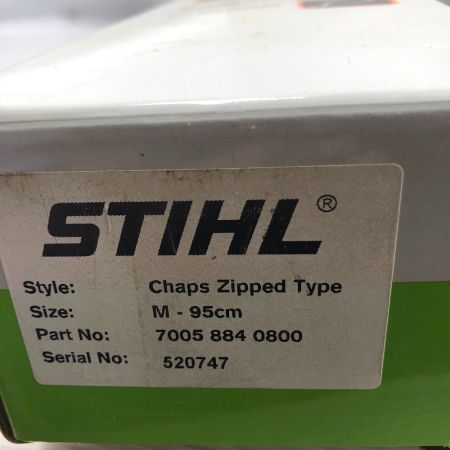 STIHL®
Style: Chaps Zipped Type
Size: M - 95cm
Part No: 7005 884 0800
Serial No: 520747